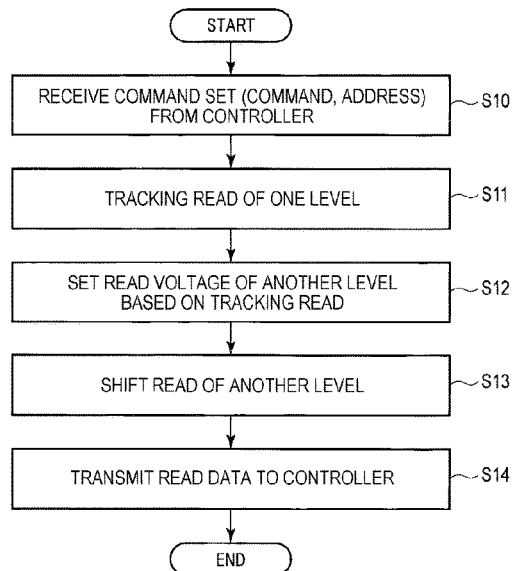 START
RECEIVE COMMAND SET (COMMAND, ADDRESS)
FROM CONTROLLER
S10
TRACKING READ OF ONE LEVEL
S11
SET READ VOLTAGE OF ANOTHER LEVEL
BASED ON TRACKING READ
S12
SHIFT READ OF ANOTHER LEVEL
S13
TRANSMIT READ DATA TO CONTROLLER
S14
END